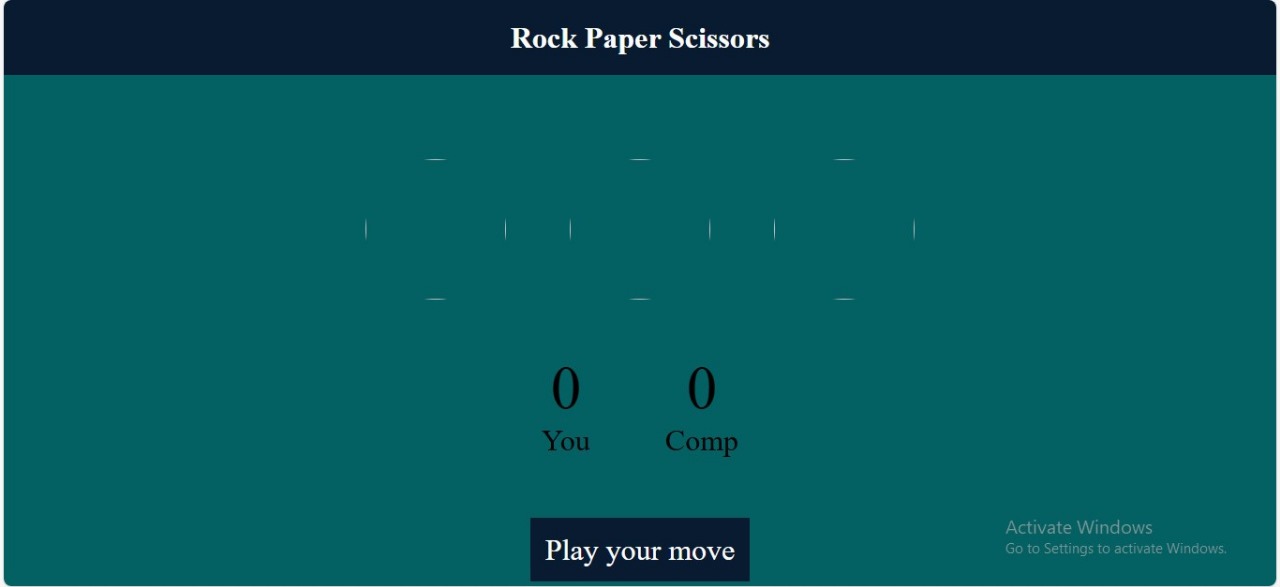 Rock Paper Scissors
0 0
You Comp
Play your move
Activate Windows
Go to Settings to activate Windows.